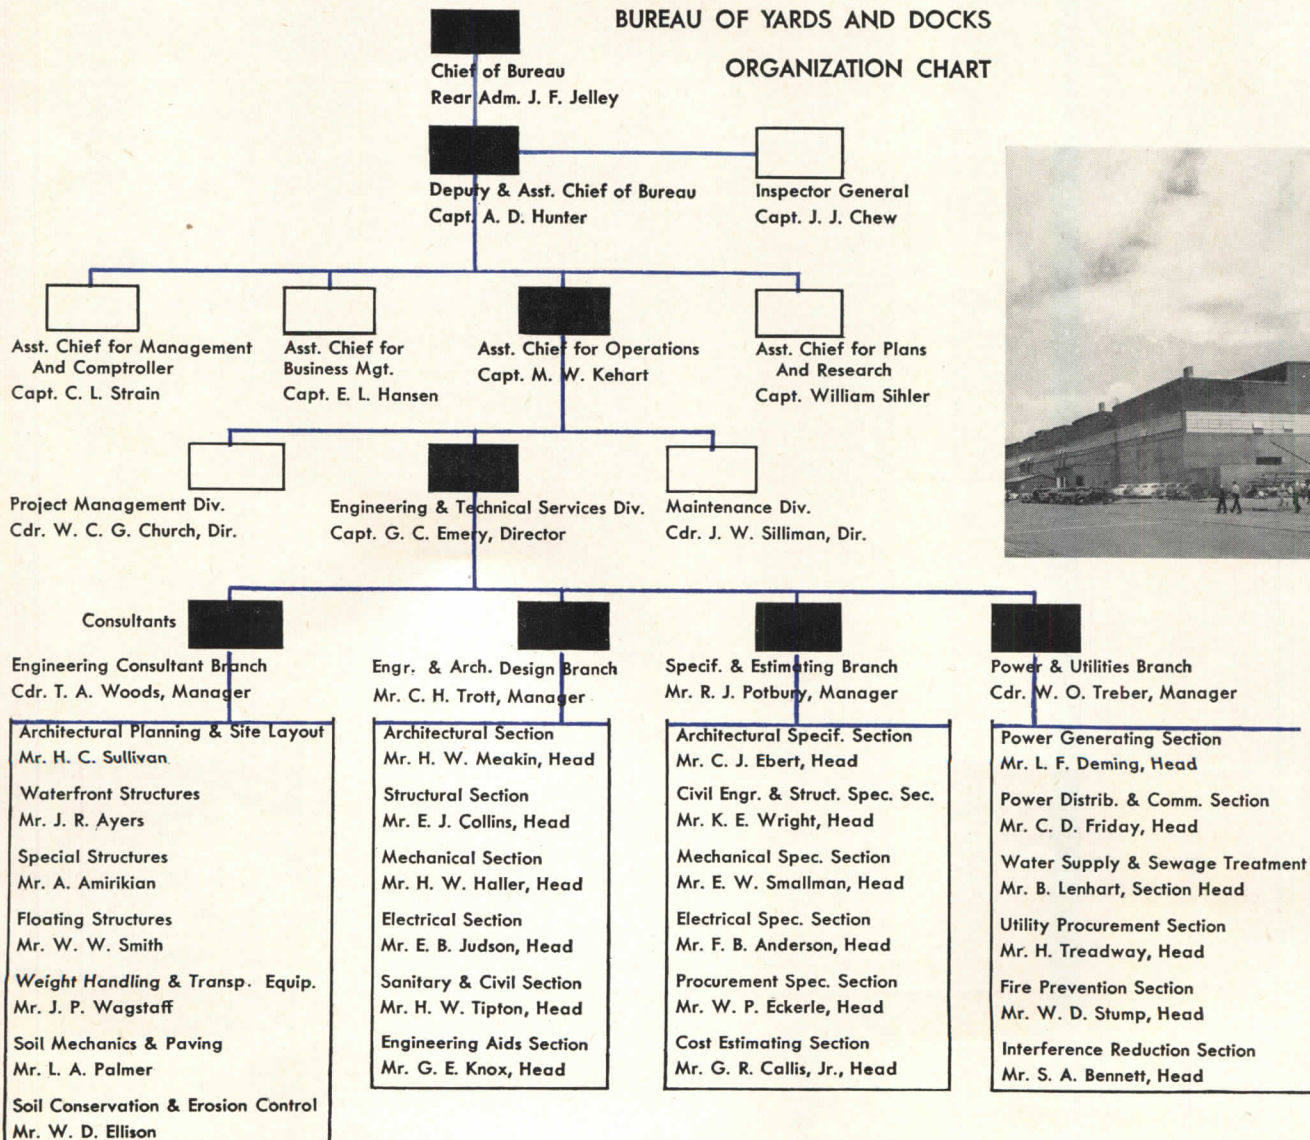 BUREAU OF YARDS AND DOCKS
ORGANIZATION CHART
Chief of Bureau
Rear Adm. J. F. Jelley
Deputy & Asst. Chief of Bureau
Capt. A. D. Hunter
Inspector General
Capt. J. J. Chew
Asst. Chief for Management
And Comptroller
Capt. C. L. Strain
Asst. Chief for
Business Mgt.
Capt. E. L. Hansen
Asst. Chief for Operations
Capt. M. W. Kehart
Asst. Chief for Plans
And Research
Capt. William Sihler
Project Management Div.
Cdr. W. C. G. Church, Dir.
Engineering & Technical Services Div.
Capt. G. C. Emery, Director
Maintenance Div.
Cdr. J. W. Silliman, Dir.
Consultants
Engineering Consultant Branch
Cdr. T. A. Woods, Manager
Architectural Planning & Site Layout
Mr. H. C. Sullivan
Waterfront Structures
Mr. J. R. Ayers
Special Structures
Mr. A. Amirikian
Floating Structures
Mr. W. W. Smith
Weight Handling & Transp. Equip.
Mr. J. P. Wagstaff
Soil Mechanics & Paving
Mr. L. A. Palmer
Soil Conservation & Erosion Control
Mr. W. D. Ellison
Engr. & Arch. Design Branch
Mr. C. H. Trott, Manager
Architectural Section
Mr. H. W. Meakin, Head
Structural Section
Mr. E. J. Collins, Head
Mechanical Section
Mr. H. W. Haller, Head
Electrical Section
Mr. E. B. Judson, Head
Sanitary & Civil Section
Mr. H. W. Tipton, Head
Engineering Aids Section
Mr. G. E. Knox, Head
Specif. & Estimating Branch
Mr. R. J. Potbury, Manager
Architectural Specif. Section
Mr. C. J. Ebert, Head
Civil Engr. & Struct. Spec. Sec.
Mr. K. E. Wright, Head
Mechanical Spec. Section
Mr. E. W. Smallman, Head
Electrical Spec. Section
Mr. F. B. Anderson, Head
Procurement Spec. Section
Mr. W. P. Eckerle, Head
Cost Estimating Section
Mr. G. R. Callis, Jr., Head
Power & Utilities Branch
Cdr. W. O. Treber, Manager
Power Generating Section
Mr. L. F. Deming, Head
Power Distrib. & Comm. Section
Mr. C. D. Friday, Head
Water Supply & Sewage Treatment
Mr. B. Lenhart, Section Head
Utility Procurement Section
Mr. H. Treadway, Head
Fire Prevention Section
Mr. W. D. Stump, Head
Interference Reduction Section
Mr. S. A. Bennett, Head